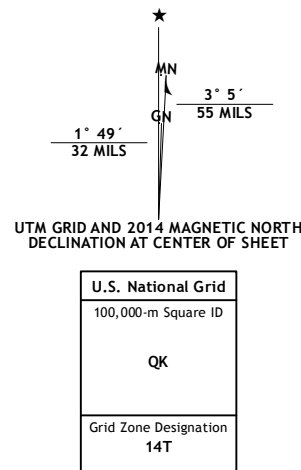 ★
MN
3° 5´
55 MILS
GN
1° 49´
32 MILS
UTM GRID AND 2014 MAGNETIC NORTH
DECLINATION AT CENTER OF SHEET
U.S. National Grid
100,000-m Square ID
QK
Grid Zone Designation
14T